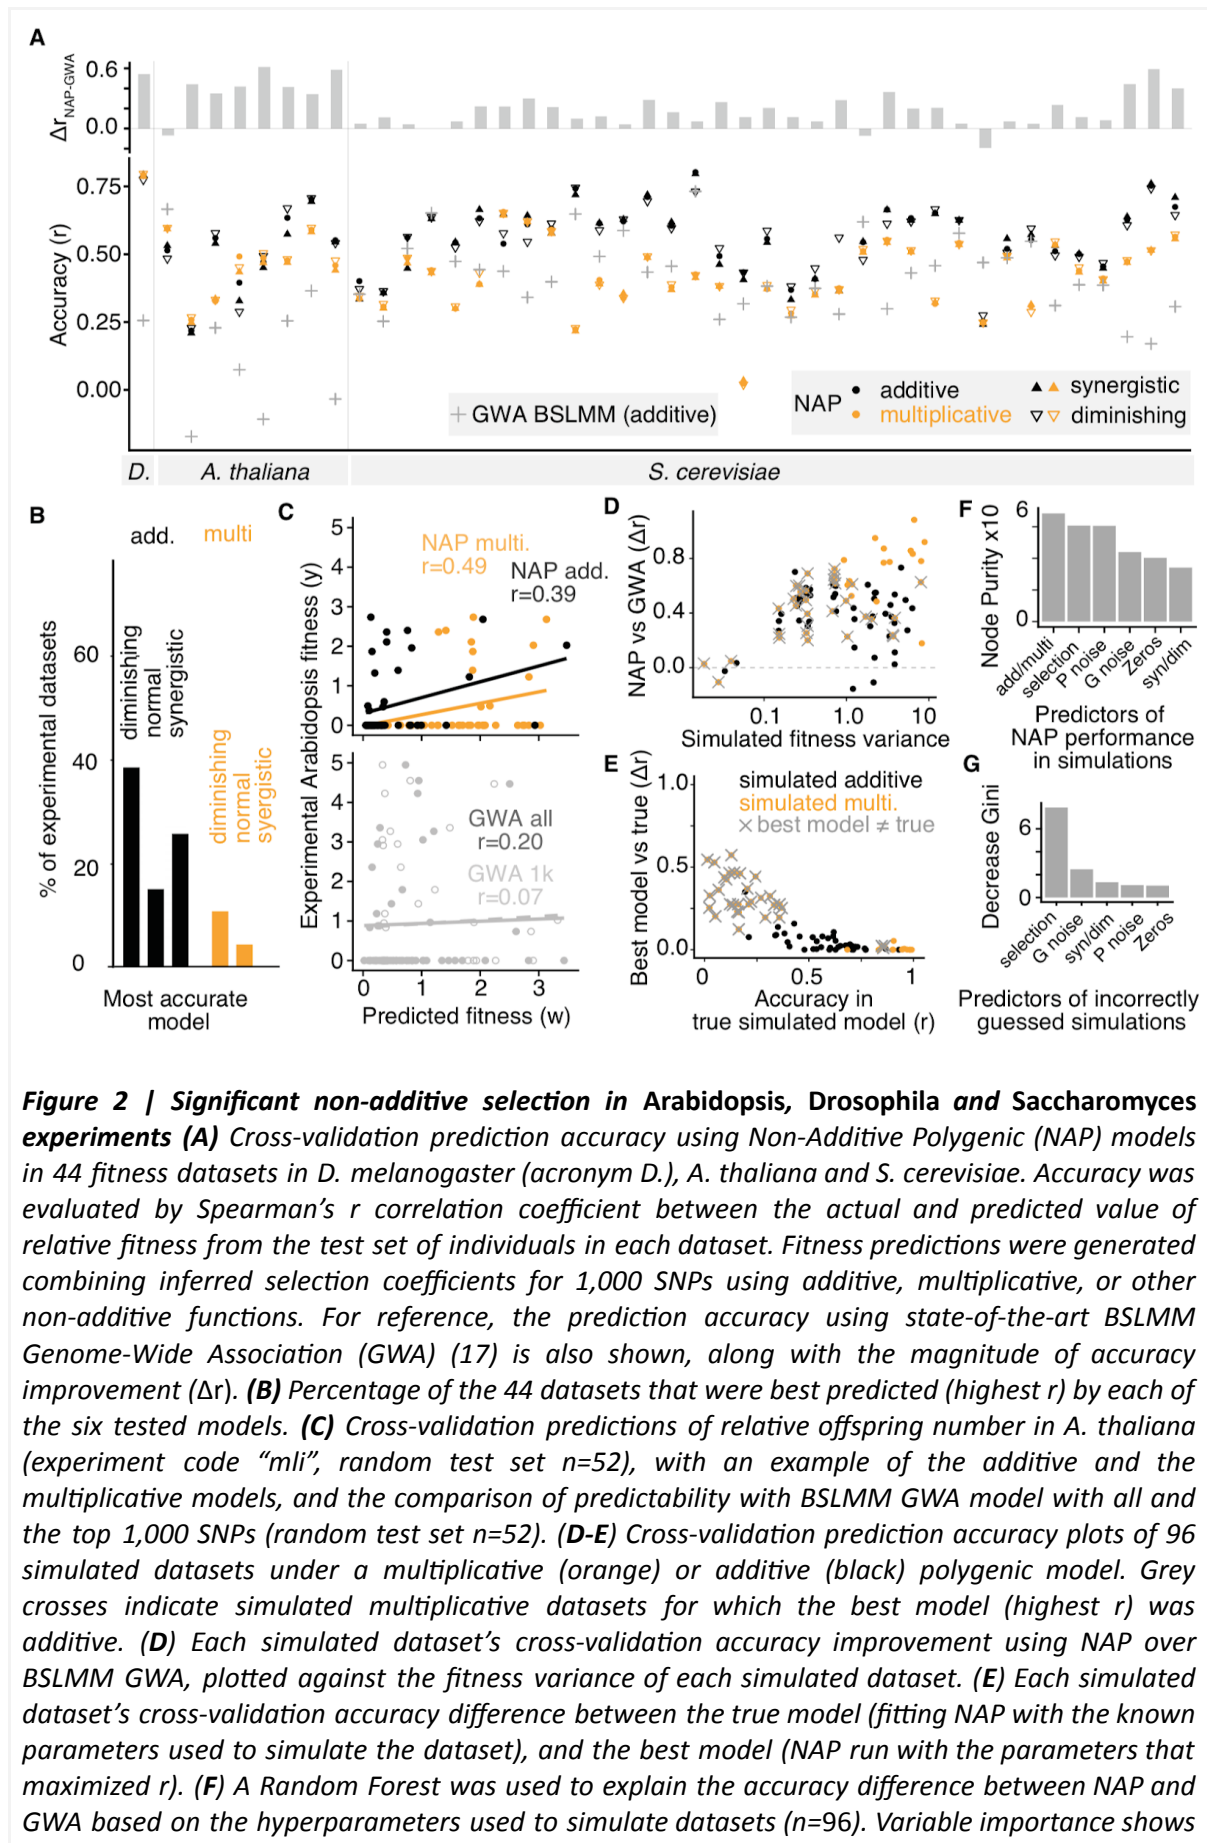 A
Δr NAP-GWA
0.6
0.0
Accuracy (r)
0.75
0.50
0.25
0.00
GWA BSLMM (additive)
NAP
additive
multiplicative
synergistic
diminishing
D.
A. thaliana
S. cerevisiae
B
add.
multi
% of experimental datasets
60
40
20
0
diminishing
normal
synergistic
diminishing
normal
syergistic
Most accurate
model
C
Experimental Arabidopsis fitness (y)
5
4
3
2
1
0
NAP multi.
r=0.49
NAP add.
r=0.39
5
4
3
2
1
0
GWA all
r=0.20
GWA 1k
r=0.07
0 1 2 3
Predicted fitness (w)
D
NAP vs GWA (Δr)
0.8
0.4
0.0
0.1 1.0 10
Simulated fitness variance
E
Best model vs true (Δr)
1.0
0.5
0.0
simulated additive
simulated multi.
× best model ≠ true
0 0.5 1
Accuracy in
true simulated model (r)
F
Node Purity x10
6
0
add/multi
selection
P noise
G noise
Zeros
syn/dim
Predictors of
NAP performance
in simulations
G
Decrease Gini
6
0
selection
G noise
syn/dim
P noise
Zeros
Predictors of incorrectly
guessed simulations
Figure 2 | Significant non-additive selection in Arabidopsis, Drosophila and Saccharomyces
experiments (A) Cross-validation prediction accuracy using Non-Additive Polygenic (NAP) models
in 44 fitness datasets in D. melanogaster (acronym D.), A. thaliana and S. cerevisiae. Accuracy was
evaluated by Spearman's r correlation coefficient between the actual and predicted value of
relative fitness from the test set of individuals in each dataset. Fitness predictions were generated
combining inferred selection coefficients for 1,000 SNPs using additive, multiplicative, or other
non-additive functions. For reference, the prediction accuracy using state-of-the-art BSLMM
Genome-Wide Association (GWA) (17) is also shown, along with the magnitude of accuracy
improvement (Δr). (B) Percentage of the 44 datasets that were best predicted (highest r) by each of
the six tested models. (C) Cross-validation predictions of relative offspring number in A. thaliana
(experiment code "mli", random test set n=52), with an example of the additive and the
multiplicative models, and the comparison of predictability with BSLMM GWA model with all and
the top 1,000 SNPs (random test set n=52). (D-E) Cross-validation prediction accuracy plots of 96
simulated datasets under a multiplicative (orange) or additive (black) polygenic model. Grey
crosses indicate simulated multiplicative datasets for which the best model (highest r) was
additive. (D) Each simulated dataset's cross-validation accuracy improvement using NAP over
BSLMM GWA, plotted against the fitness variance of each simulated dataset. (E) Each simulated
dataset's cross-validation accuracy difference between the true model (fitting NAP with the known
parameters used to simulate the dataset), and the best model (NAP run with the parameters that
maximized r). (F) A Random Forest was used to explain the accuracy difference between NAP and
GWA based on the hyperparameters used to simulate datasets (n=96). Variable importance shows